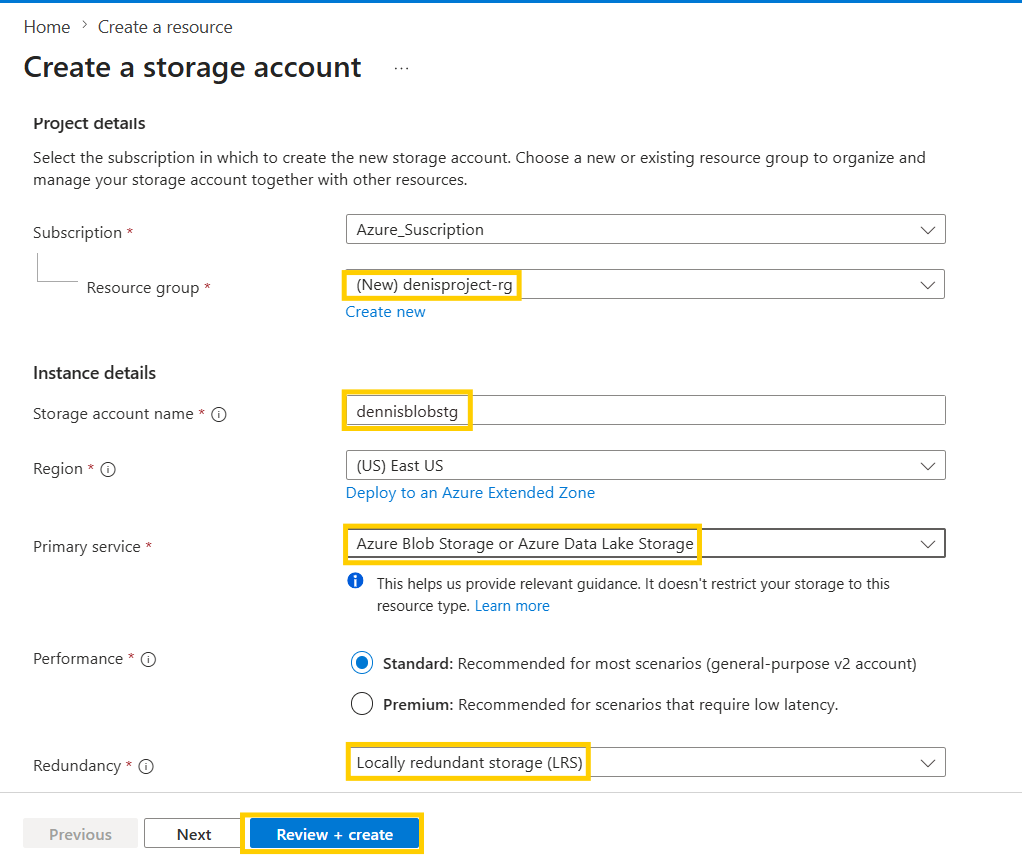 Home > Create a resource
Create a storage account ...
Project details
Select the subscription in which to create the new storage account. Choose a new or existing resource group to organize and
manage your storage account together with other resources.
Subscription *
Azure_Suscription
Resource group *
(New) denisproject-rg
Create new
Instance details
Storage account name *
dennisblobstg
Region *
(US) East US
Deploy to an Azure Extended Zone
Primary service *
Azure Blob Storage or Azure Data Lake Storage
This helps us provide relevant guidance. It doesn't restrict your storage to this
resource type. Learn more
Performance *
Standard: Recommended for most scenarios (general-purpose v2 account)
Premium: Recommended for scenarios that require low latency.
Redundancy *
Locally redundant storage (LRS)
Previous
Next
Review + create